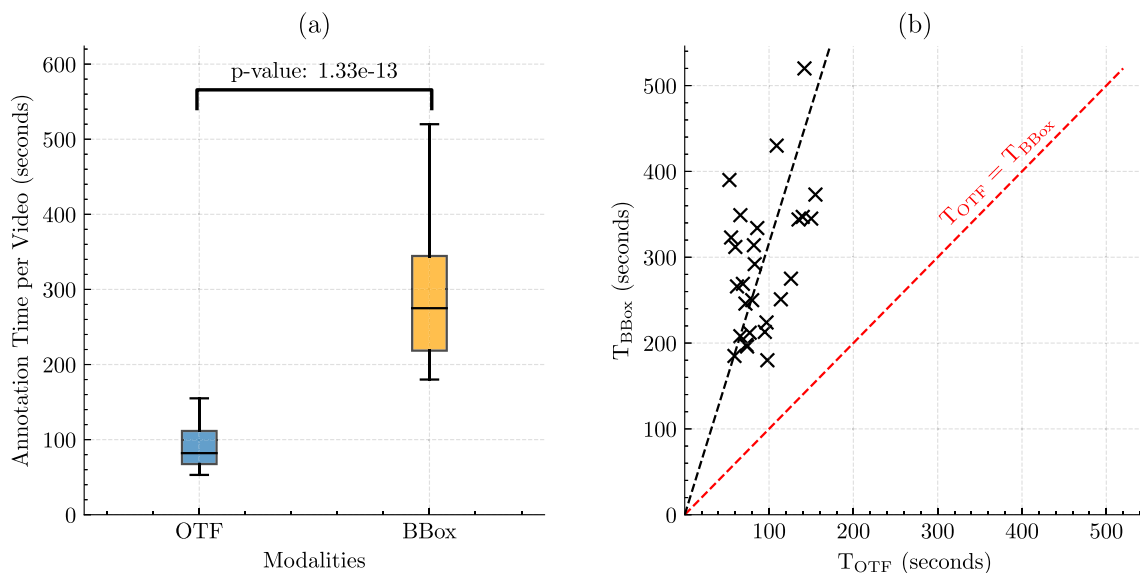 (a)
Annotation Time per Video (seconds)
600
500
400
300
200
100
0
p-value: 1.33e-13
OTF
BBox
Modalities
(b)
T_BBox (seconds)
500
400
300
200
100
0
T_OTF = T_BBox
100
200
300
400
500
T_OTF (seconds)